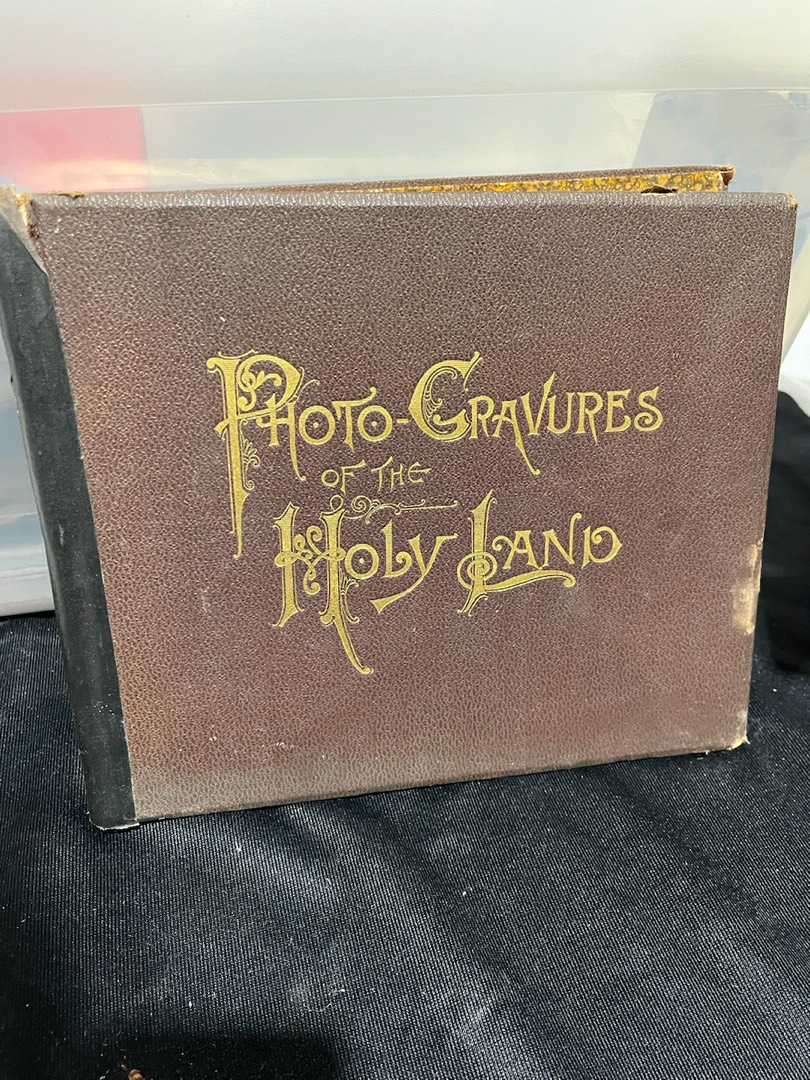 Photo-Gravures
of the
Holy Land